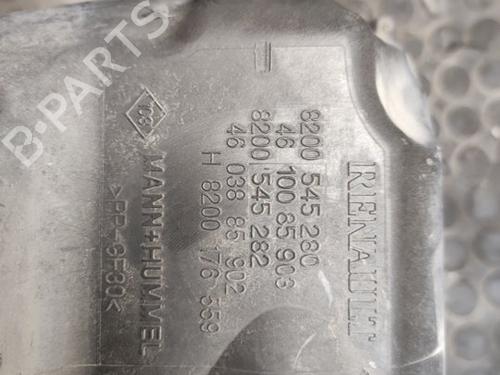 RENAULT
8200 545 280
46 100 85 903
8200 545 282
46 038 85 902
H 8200 176 559
MANN+HUMMEL
>PP-GF30<
B-PARTS